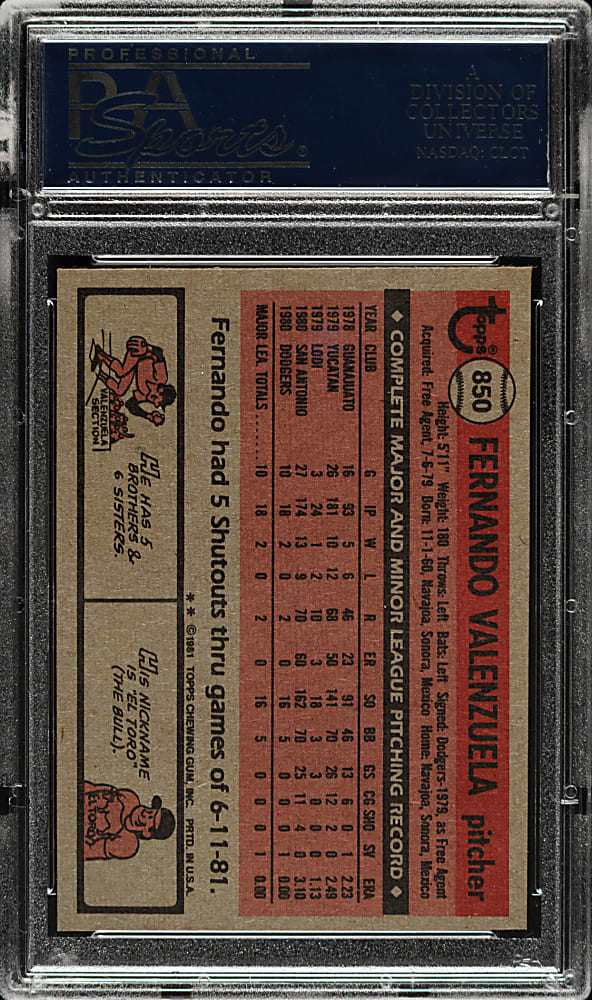 PROFESSIONAL
PSA
Sports
AUTHENTICATOR
A
DIVISION OF
COLLECTORS
UNIVERSE
NASDAQ: CLCT
topps®
850
FERNANDO VALENZUELA pitcher
Height: 5'11" Weight: 180 Throws: Left Bats: Left Signed: Dodgers-1979, as Free Agent
Acquired: Free Agent, 7-6-79 Born: 11-1-60, Navajoa, Sonora, Mexico Home: Navajoa, Sonora, Mexico
◆ COMPLETE MAJOR AND MINOR LEAGUE PITCHING RECORD ◆
YEAR CLUB G IP W L R ER SO BB GS CG SHO SV ERA
1978 GUANAJUATO 16 93 5 6 46 23 91 46 13 6 0 1 2.23
1979 YUCATAN 26 181 10 12 68 50 141 70 26 12 2 0 2.49
1979 LODI 3 24 1 2 10 3 18 3 3 0 0 0 1.13
1980 SAN ANTONIO 27 174 13 9 70 60 162 70 25 11 4 0 3.10
1980 DODGERS 10 18 2 0 2 0 16 5 0 0 0 1 0.00
MAJOR LEA. TOTALS ....... 10 18 2 0 2 0 16 5 0 0 0 1 0.00
Fernando had 5 Shutouts thru games of 6-11-81.
** ©1981 TOPPS CHEWING GUM, INC. PRTD. IN U.S.A.
VALENZUELA
SECTION
HE HAS 5
BROTHERS &
6 SISTERS.
HIS NICKNAME
IS "EL TORO"
(THE BULL).
EL TORO